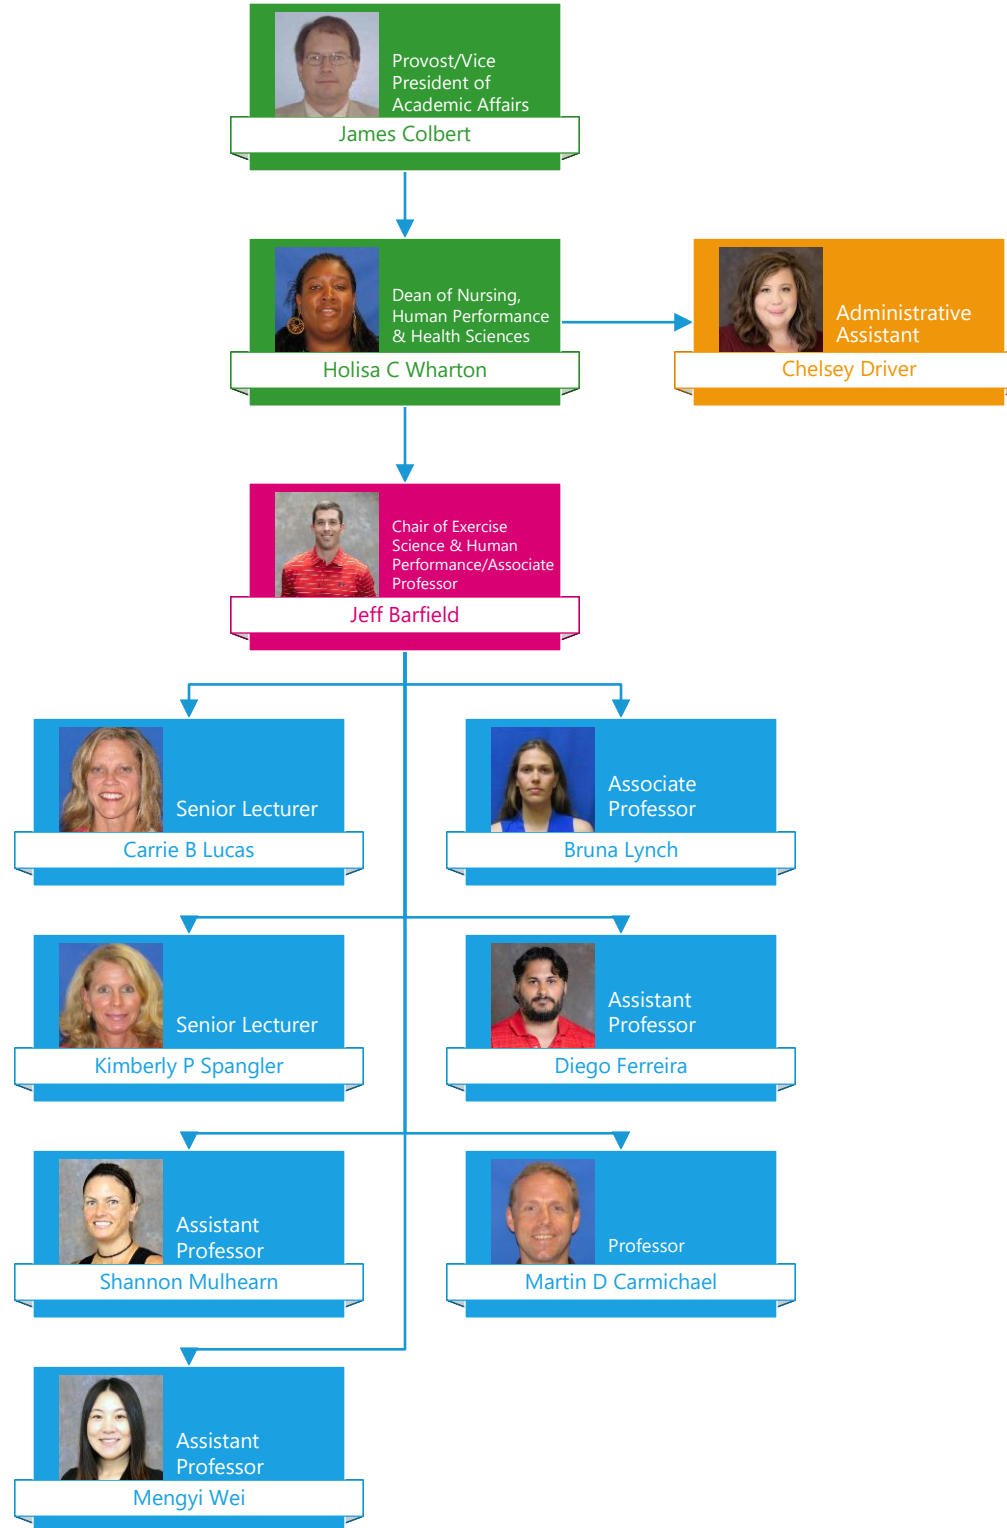 Provost/Vice
President of
Academic Affairs
James Colbert
Dean of Nursing,
Human Performance
& Health Sciences
Holisa C Wharton
Administrative
Assistant
Chelsey Driver
Chair of Exercise
Science & Human
Performance/Associate
Professor
Jeff Barfield
Senior Lecturer
Carrie B Lucas
Associate
Professor
Bruna Lynch
Senior Lecturer
Kimberly P Spangler
Assistant
Professor
Diego Ferreira
Assistant
Professor
Shannon Mulhearn
Professor
Martin D Carmichael
Assistant
Professor
Mengyi Wei